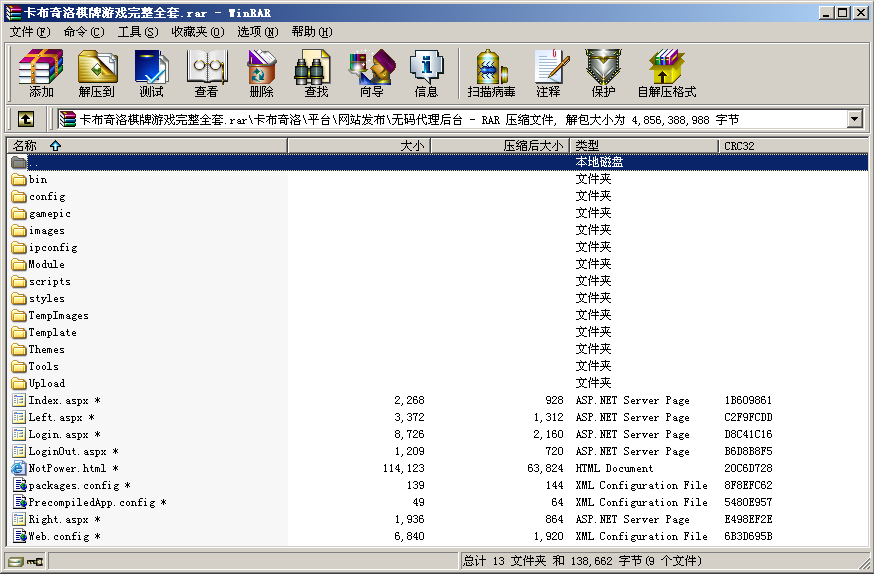 卡布奇洛棋牌游戏完整全套.rar - WinRAR
文件(F) 命令(C) 工具(S) 收藏夹(O) 选项(N) 帮助(H)
添加 解压到 测试 查看 删除 查找 向导 信息 扫描病毒 注释 保护 自解压格式
卡布奇洛棋牌游戏完整全套.rar\卡布奇洛\平台\网站发布\无码代理后台 - RAR 压缩文件, 解包大小为 4,856,388,988 字节
名称 大小 压缩后大小 类型 CRC32
.. 本地磁盘
bin 文件夹
config 文件夹
gamepic 文件夹
images 文件夹
ipconfig 文件夹
Module 文件夹
scripts 文件夹
styles 文件夹
TempImages 文件夹
Template 文件夹
Themes 文件夹
Tools 文件夹
Upload 文件夹
Index.aspx * 2,268 928 ASP.NET Server Page 1B609861
Left.aspx * 3,372 1,312 ASP.NET Server Page C2F9FCDD
Login.aspx * 8,726 2,160 ASP.NET Server Page D8C41C16
LoginOut.aspx * 1,209 720 ASP.NET Server Page B6D8B8F5
NotPower.html * 114,123 63,824 HTML Document 20C6D728
packages.config * 139 144 XML Configuration File 8F8EFC62
PrecompiledApp.config * 49 64 XML Configuration File 5480E957
Right.aspx * 1,936 864 ASP.NET Server Page E498EF2E
Web.config * 6,840 1,920 XML Configuration File 6B3D695B
总计 13 文件夹 和 138,662 字节(9 个文件)